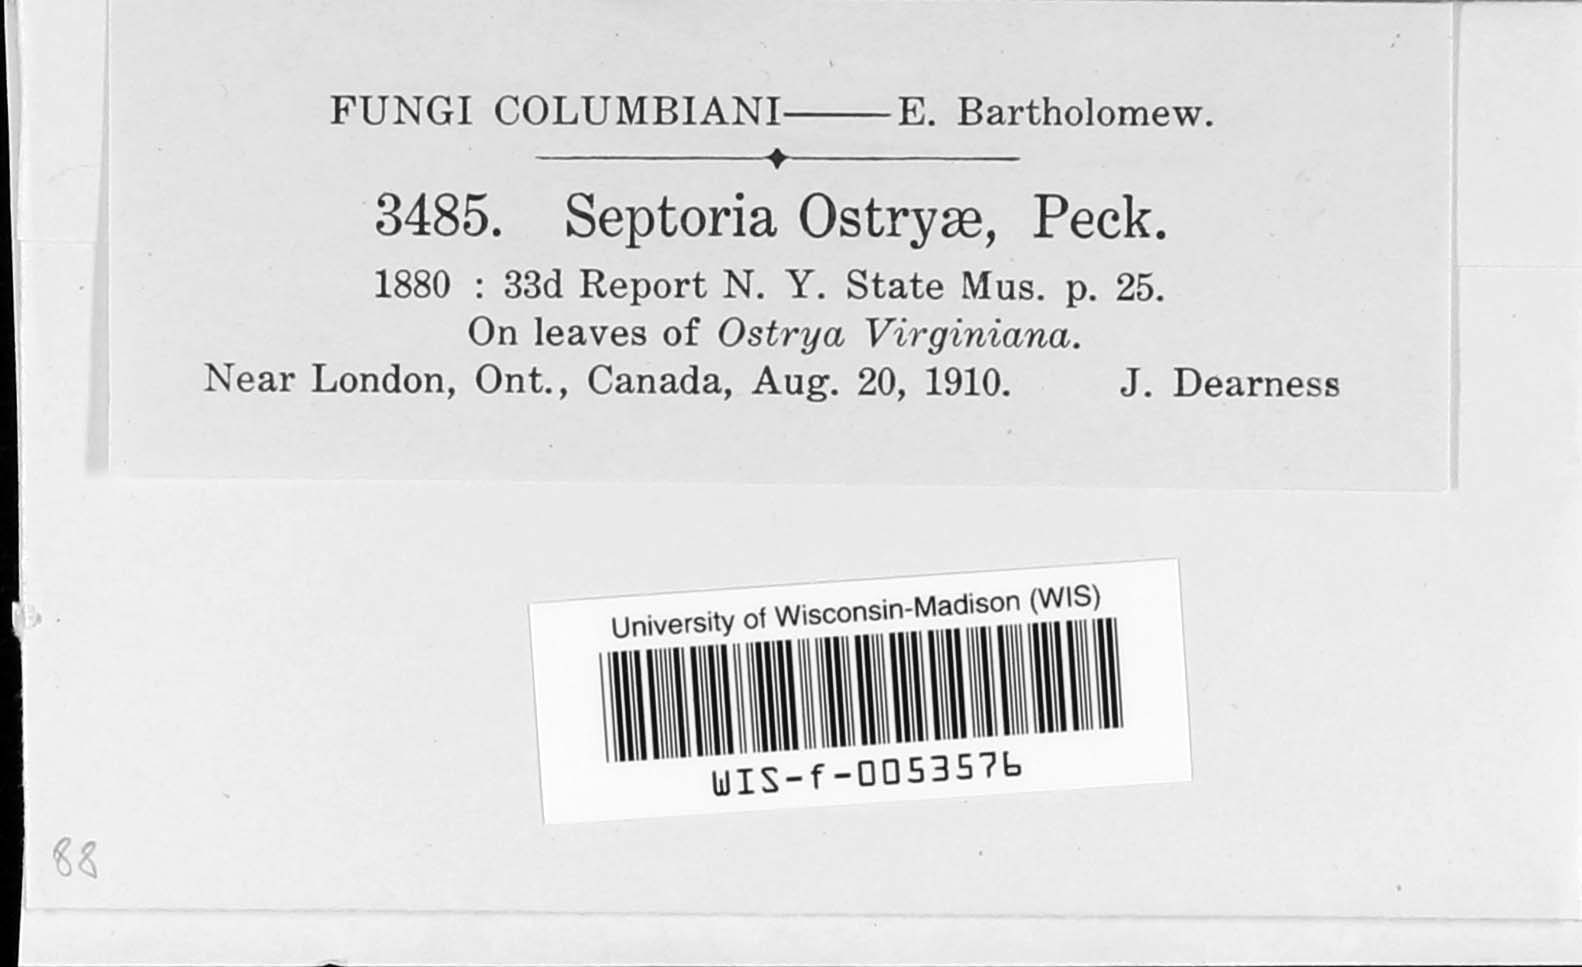 FUNGI COLUMBIANI——E. Bartholomew.
3485. Septoria Ostryæ, Peck.
1880 : 33d Report N. Y. State Mus. p. 25.
On leaves of Ostrya Virginiana.
Near London, Ont., Canada, Aug. 20, 1910. J. Dearness
University of Wisconsin-Madison (WIS)
WIS-f-0053576
88